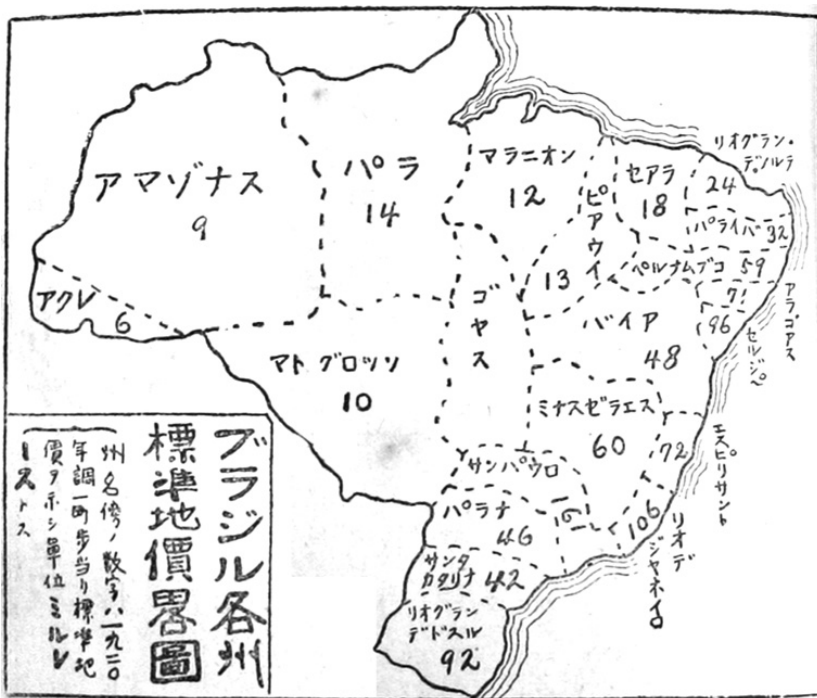 リオグランデ.
デノルテ
アマゾナス
9
パラ
14
マラニオン
12
ピアウイ
13
セアラ
18
24
パライバ 32
ペルナムブコ 59
71
アラゴアス
96
セルジペ
アクレ
6
ゴヤス
バイア
48
マトグロッソ
10
ミナスゼラエス
60
72
エスピリサント
サンパウロ
106
リオデ
ジャネイロ
パラナ
46
サンタ
カタリナ 42
リオグラン
デドスル
92
ブラジル各州
標準地價畧圖
州名傍ノ数字ハ一九二〇
年調一町歩当リ標準地
價ヲ示シ單位ミルレ
ーストス